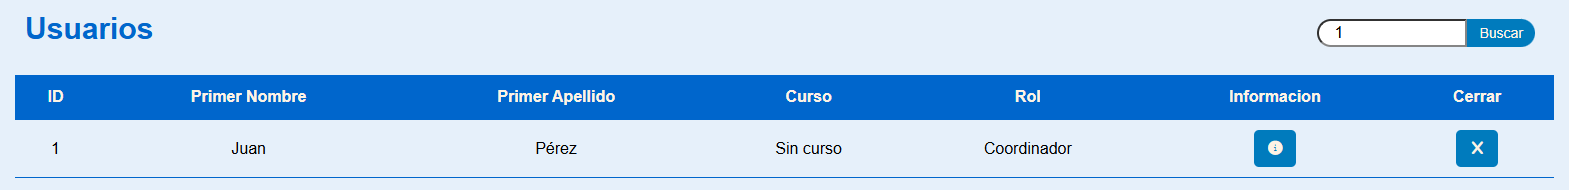 Usuarios
1 Buscar
ID Primer Nombre Primer Apellido Curso Rol Informacion Cerrar
1 Juan Pérez Sin curso Coordinador X